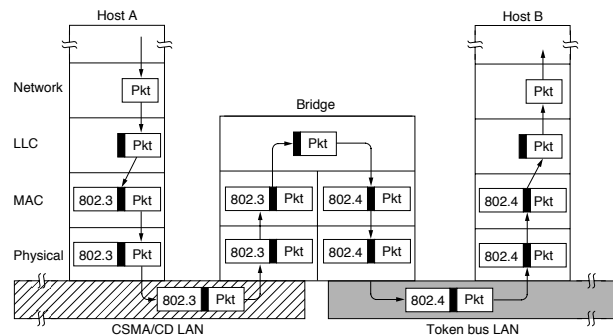 Host A
Host B
Bridge
Network
Pkt
Pkt
LLC
Pkt
Pkt
Pkt
MAC
802.3 Pkt
802.3 Pkt
802.4 Pkt
802.4 Pkt
Physical
802.3 Pkt
802.3 Pkt
802.4 Pkt
802.4 Pkt
802.3 Pkt
802.4 Pkt
CSMA/CD LAN
Token bus LAN